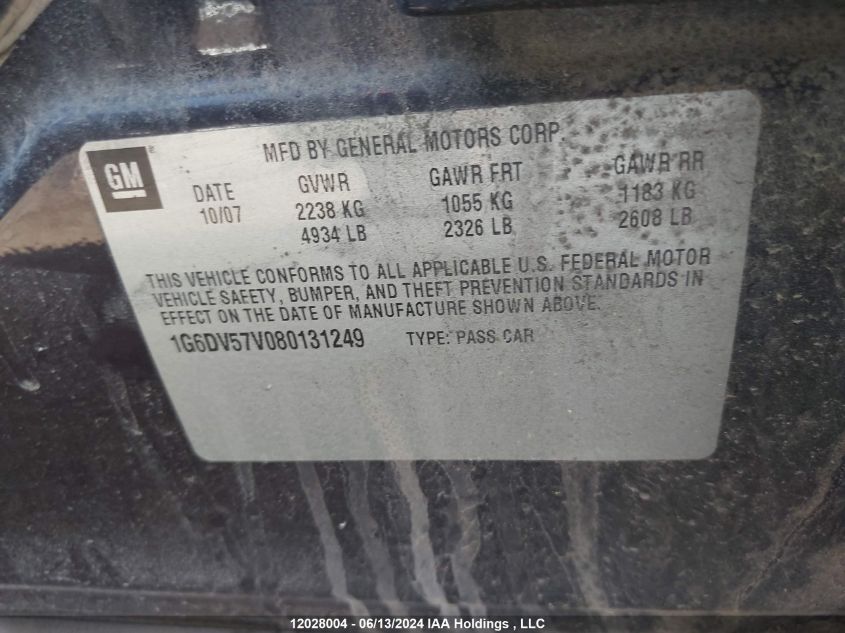 GM
MFD BY GENERAL MOTORS CORP.
DATE GVWR GAWR FRT GAWR RR
10/07 2238 KG 1055 KG 1183 KG
4934 LB 2326 LB 2608 LB
THIS VEHICLE CONFORMS TO ALL APPLICABLE U.S. FEDERAL MOTOR
VEHICLE SAFETY, BUMPER, AND THEFT PREVENTION STANDARDS IN
EFFECT ON THE DATE OF MANUFACTURE SHOWN ABOVE.
1G6DV57V080131249 TYPE: PASS CAR
12028004 - 06/13/2024 IAA Holdings , LLC